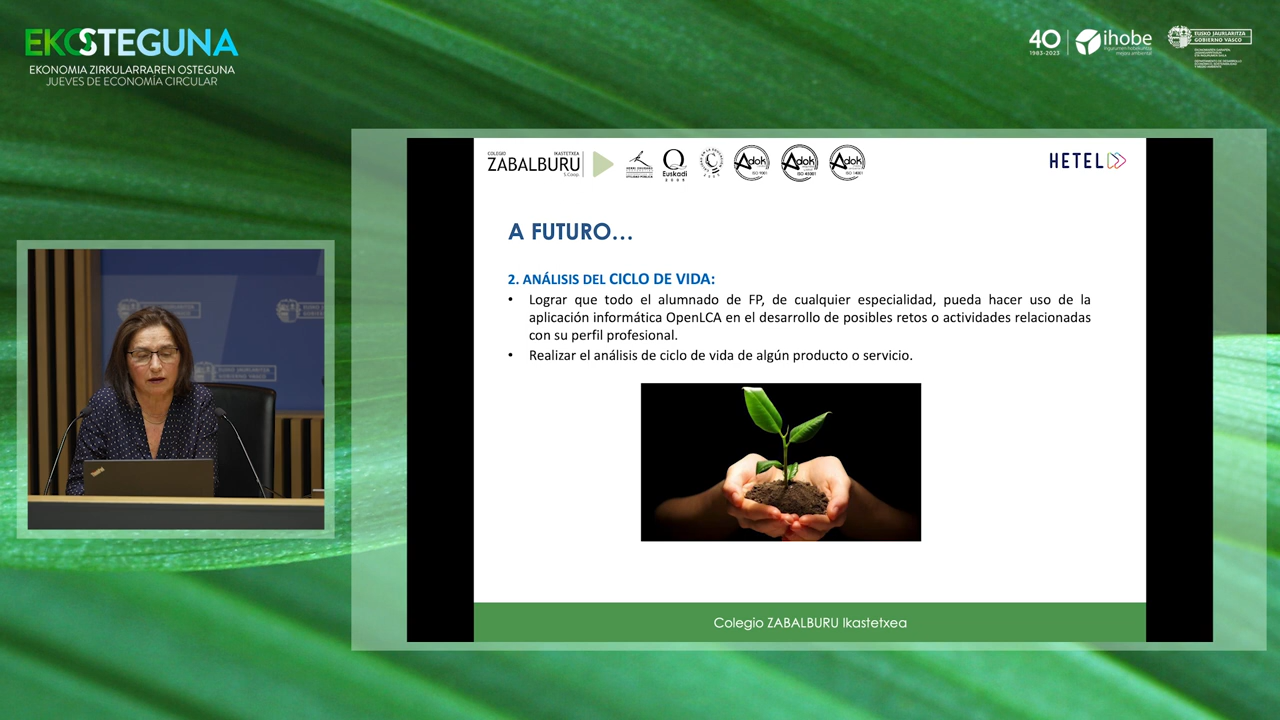 EKOSTEGUNA
EKONOMIA ZIRKULARRAREN OSTEGUNA
JUEVES DE ECONOMÍA CIRCULAR
40
1983-2023
ihobe
EUSKO JAURLARITZA
GOBIERNO VASCO
COLEGIO IKASTETXEA
ZABALBURU
S.Coop.
Q
Euskadi
Adok
ISO 9001
Adok
ISO 45001
Adok
ISO 14001
HETEL
A FUTURO...
2. ANÁLISIS DEL CICLO DE VIDA:
• Lograr que todo el alumnado de FP, de cualquier especialidad, pueda hacer uso de la
aplicación informática OpenLCA en el desarrollo de posibles retos o actividades relacionadas
con su perfil profesional.
• Realizar el análisis de ciclo de vida de algún producto o servicio.
Colegio ZABALBURU Ikastetxea